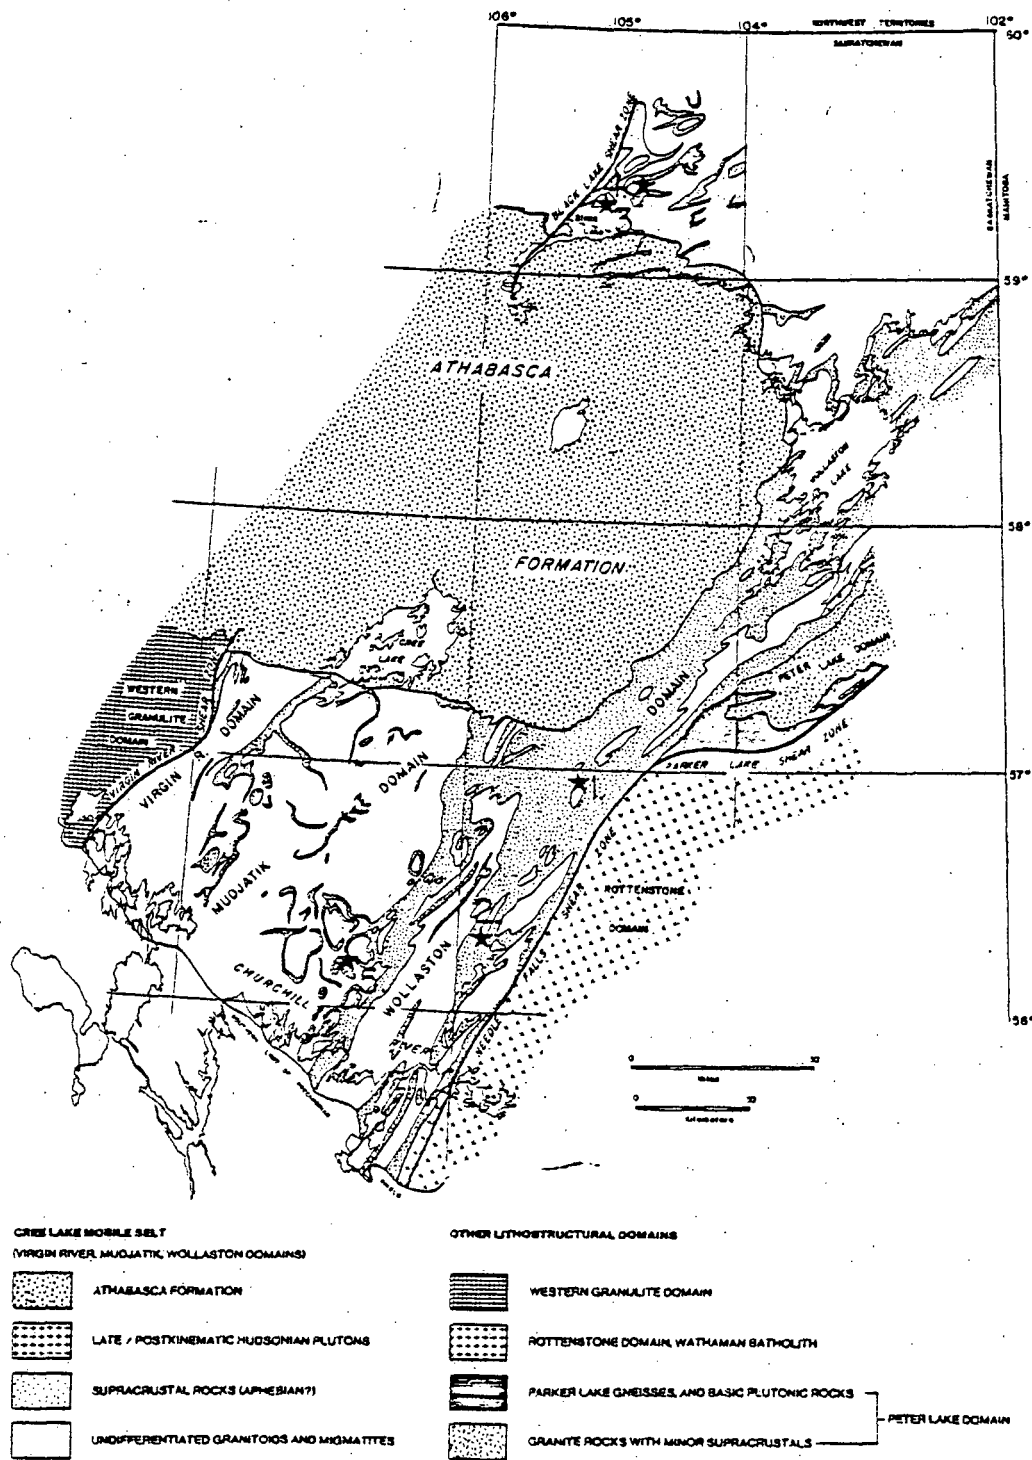 106°
105°
104°
NORTHWEST TERRITORIES
SASKATCHEWAN
102°
60°
SASKATCHEWAN
MANITOBA
BLACK LAKE SHEAR ZONE
59°
ATHABASCA
WOLLASTON
LAKE
58°
FORMATION
CREE
LAKE
WESTERN
GRANULITE
DOMAIN
VIRGIN RIVER SHEAR
VIRGIN R. DOMAIN
DOMAIN
PETER LAKE DOMAIN
PARKER LAKE SHEAR ZONE
57°
MUDJATIK DOMAIN
ROTTENSTONE
DOMAIN
NEEDLE FALLS SHEAR ZONE
CHURCHILL
RIVER
WOLLASTON
56°
0
0
CREE LAKE MOBILE BELT
(VIRGIN RIVER, MUDJATIK, WOLLASTON DOMAINS)
ATHABASCA FORMATION
LATE / POSTKINEMATIC HUDSONIAN PLUTONS
SUPRACRUSTAL ROCKS (APHEBIAN?)
UNDIFFERENTIATED GRANITOIDS AND MIGMATITES
OTHER LITHOSTRUCTURAL DOMAINS
WESTERN GRANULITE DOMAIN
ROTTENSTONE DOMAIN, WATHAMAN BATHOLITH
PARKER LAKE GNEISSES, AND BASIC PLUTONIC ROCKS
GRANITE ROCKS WITH MINOR SUPRACRUSTALS
PETER LAKE DOMAIN